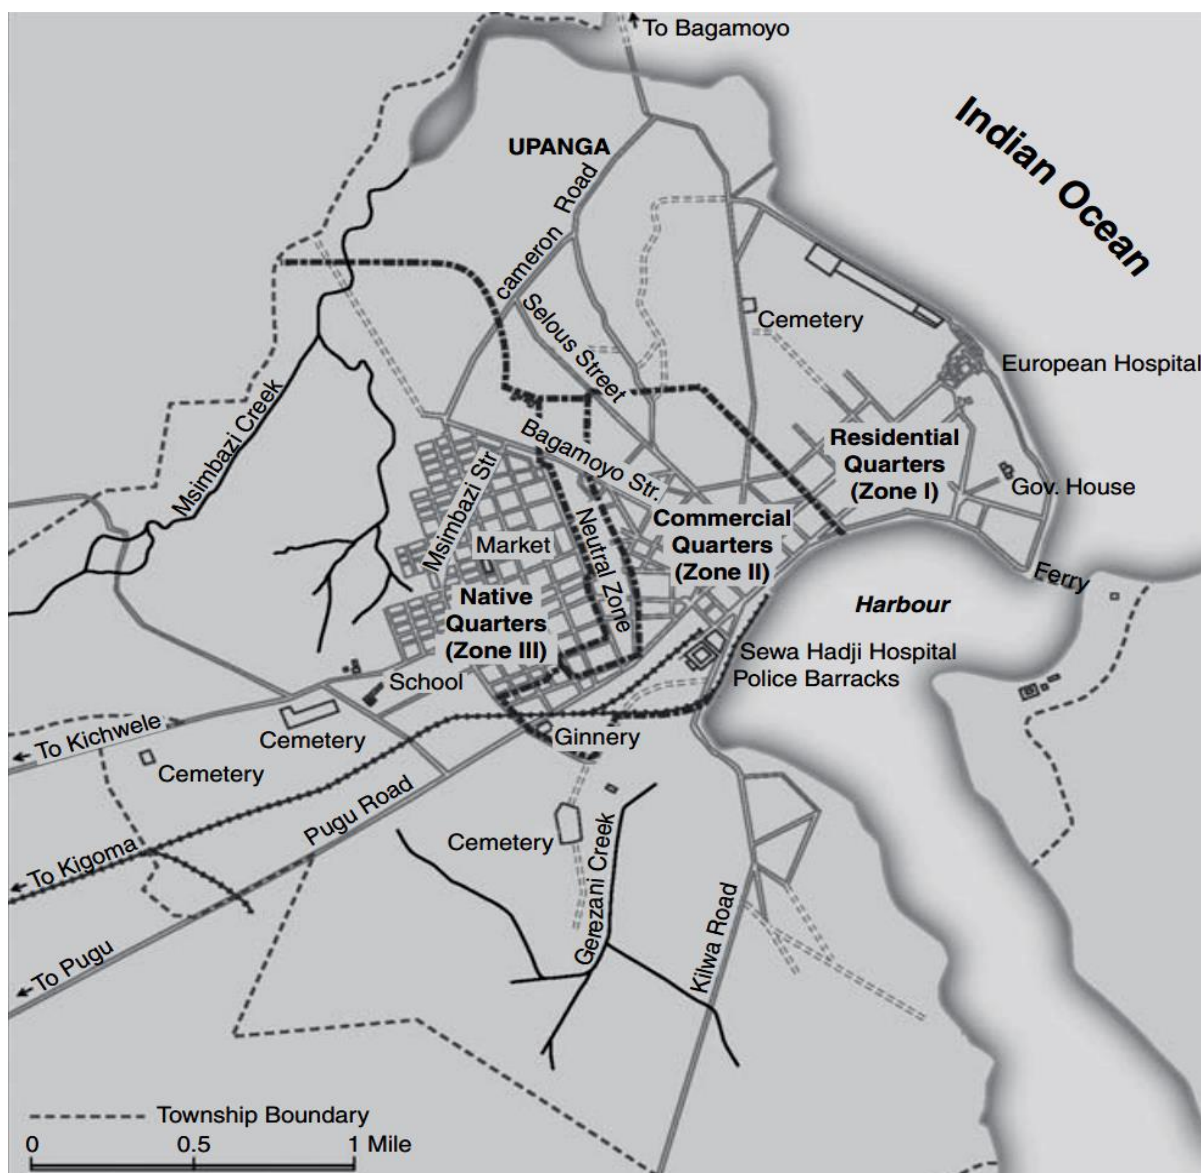 To Bagamoyo
Indian Ocean
UPANGA
cameron Road
Selous Street
Cemetery
European Hospital
Msimbazi Creek
Bagamoyo Str.
Residential
Quarters
(Zone I)
Gov. House
Msimbazi Str
Market
Neutral Zone
Commercial
Quarters
(Zone II)
Ferry
Harbour
Native
Quarters
(Zone III)
Sewa Hadji Hospital
Police Barracks
School
To Kichwele
Cemetery
Ginnery
Cemetery
To Kigoma
Pugu Road
Cemetery
Gerezani Creek
Kilwa Road
To Pugu
Township Boundary
0 0.5 1 Mile